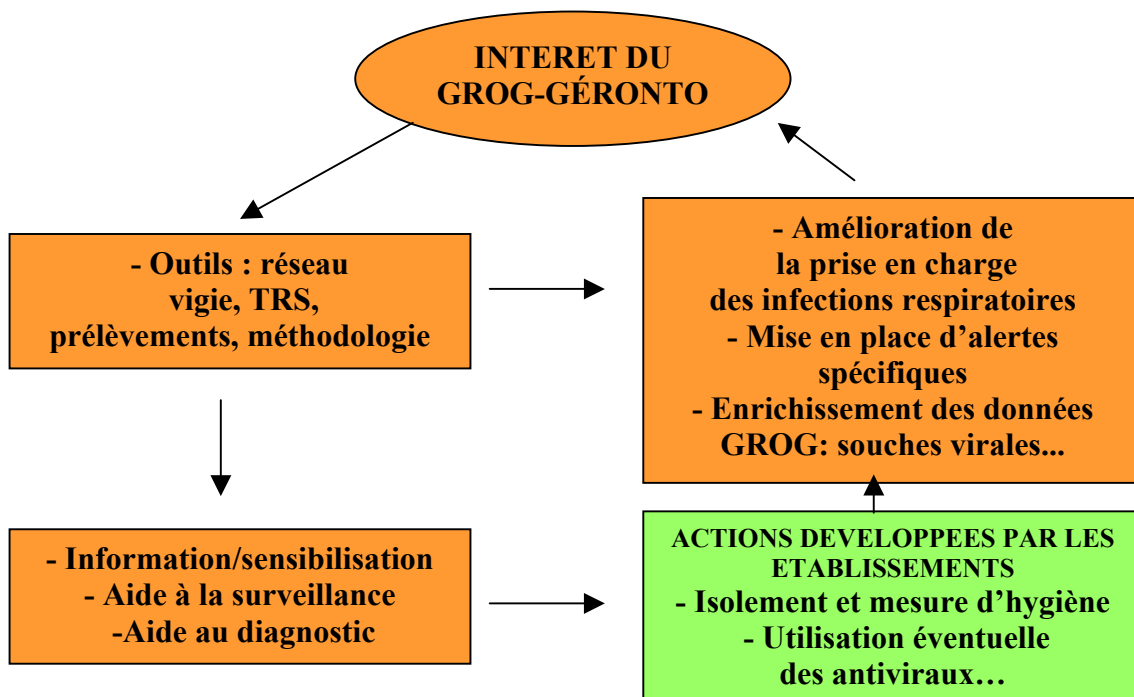 INTERET DU
GROG-GÉRONTO
- Outils : réseau
vigie, TRS,
prélèvements, méthodologie
- Amélioration de
la prise en charge
des infections respiratoires
- Mise en place d’alertes
spécifiques
- Enrichissement des données
GROG: souches virales...
- Information/sensibilisation
- Aide à la surveillance
-Aide au diagnostic
ACTIONS DEVELOPPEES PAR LES
ETABLISSEMENTS
- Isolement et mesure d’hygiène
- Utilisation éventuelle
des antiviraux…